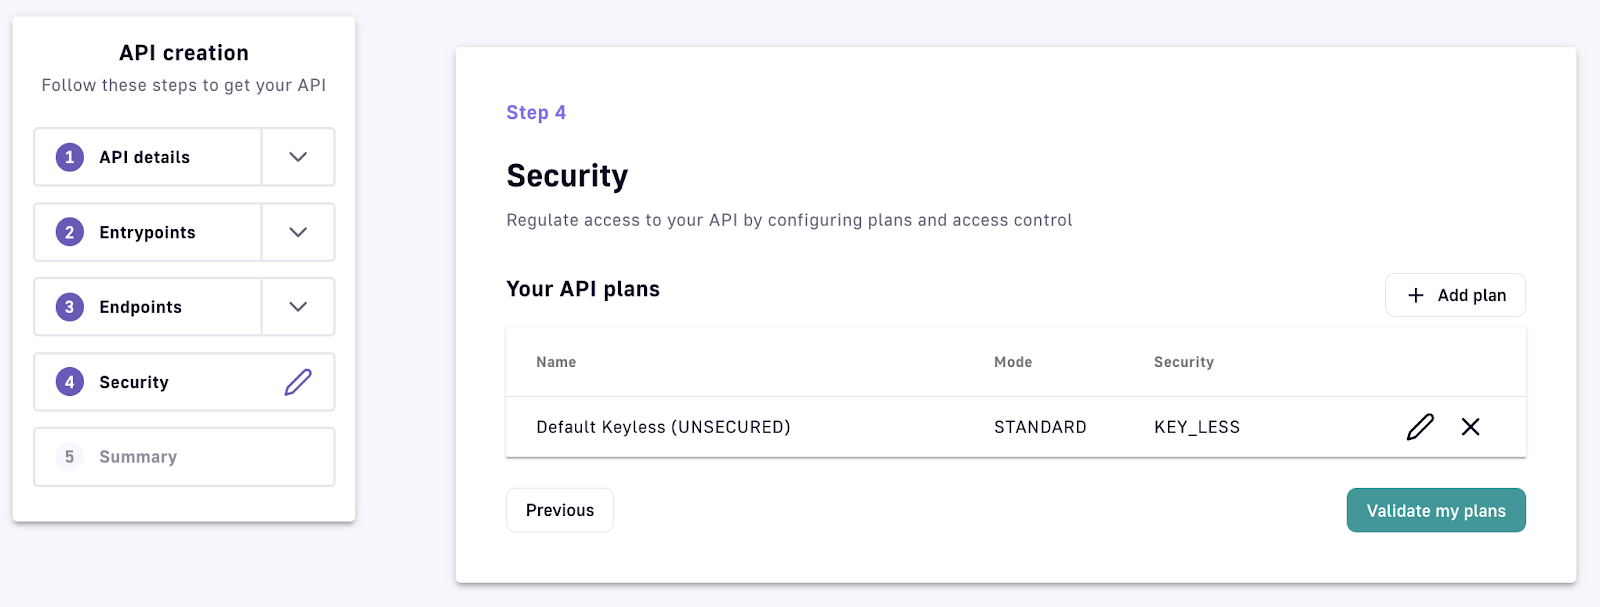 API creation
Follow these steps to get your API
1 API details
2 Entrypoints
3 Endpoints
4 Security
5 Summary
Step 4
Security
Regulate access to your API by configuring plans and access control
Your API plans
+ Add plan
Name Mode Security
Default Keyless (UNSECURED) STANDARD KEY_LESS
Previous
Validate my plans